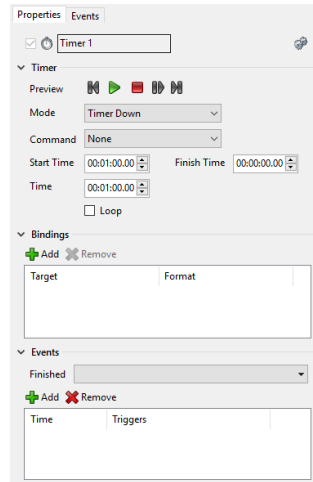 Properties Events
Timer 1
Timer
Preview
Mode Timer Down
Command None
Start Time 00:01:00.00 Finish Time 00:00:00.00
Time 00:01:00.00
Loop
Bindings
Add Remove
Target Format
Events
Finished
Add Remove
Time Triggers